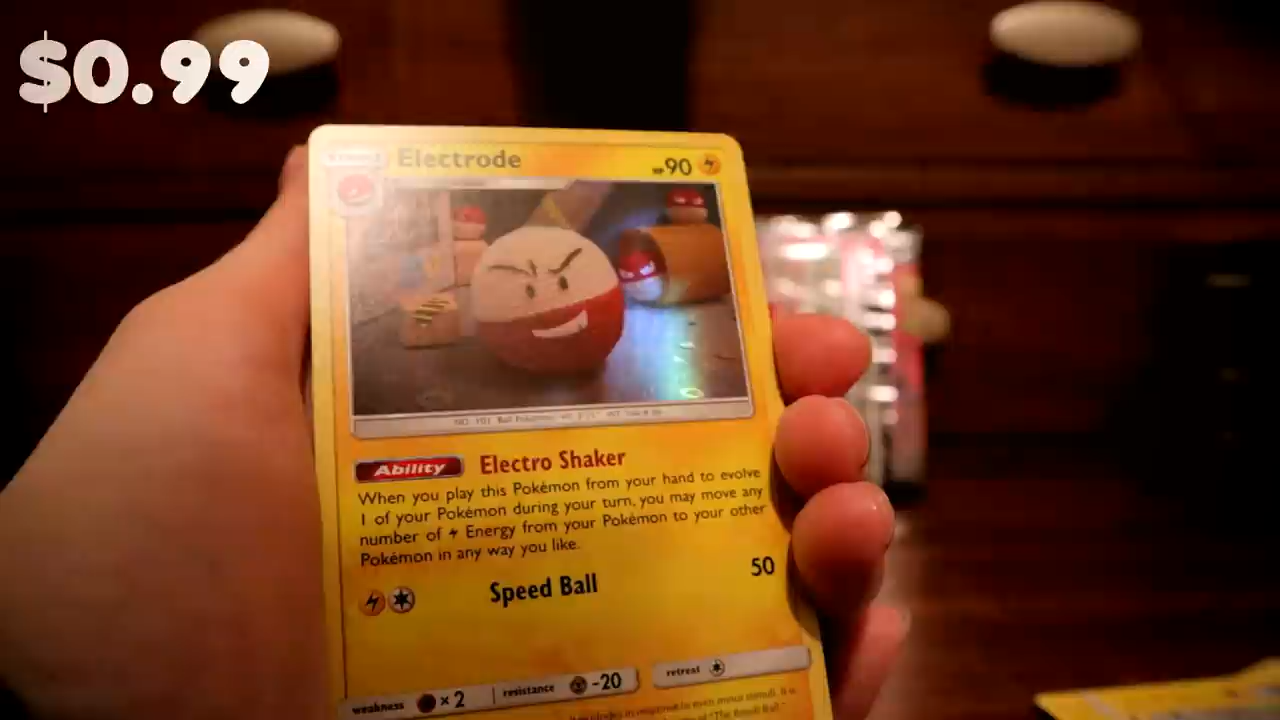 $0.99
Electrode
HP 90
Ability Electro Shaker
When you play this Pokémon from your hand to evolve
1 of your Pokémon during your turn, you may move any
number of Energy from your Pokémon to your other
Pokémon in any way you like.
Speed Ball 50
weakness ×2 resistance -20 retreat